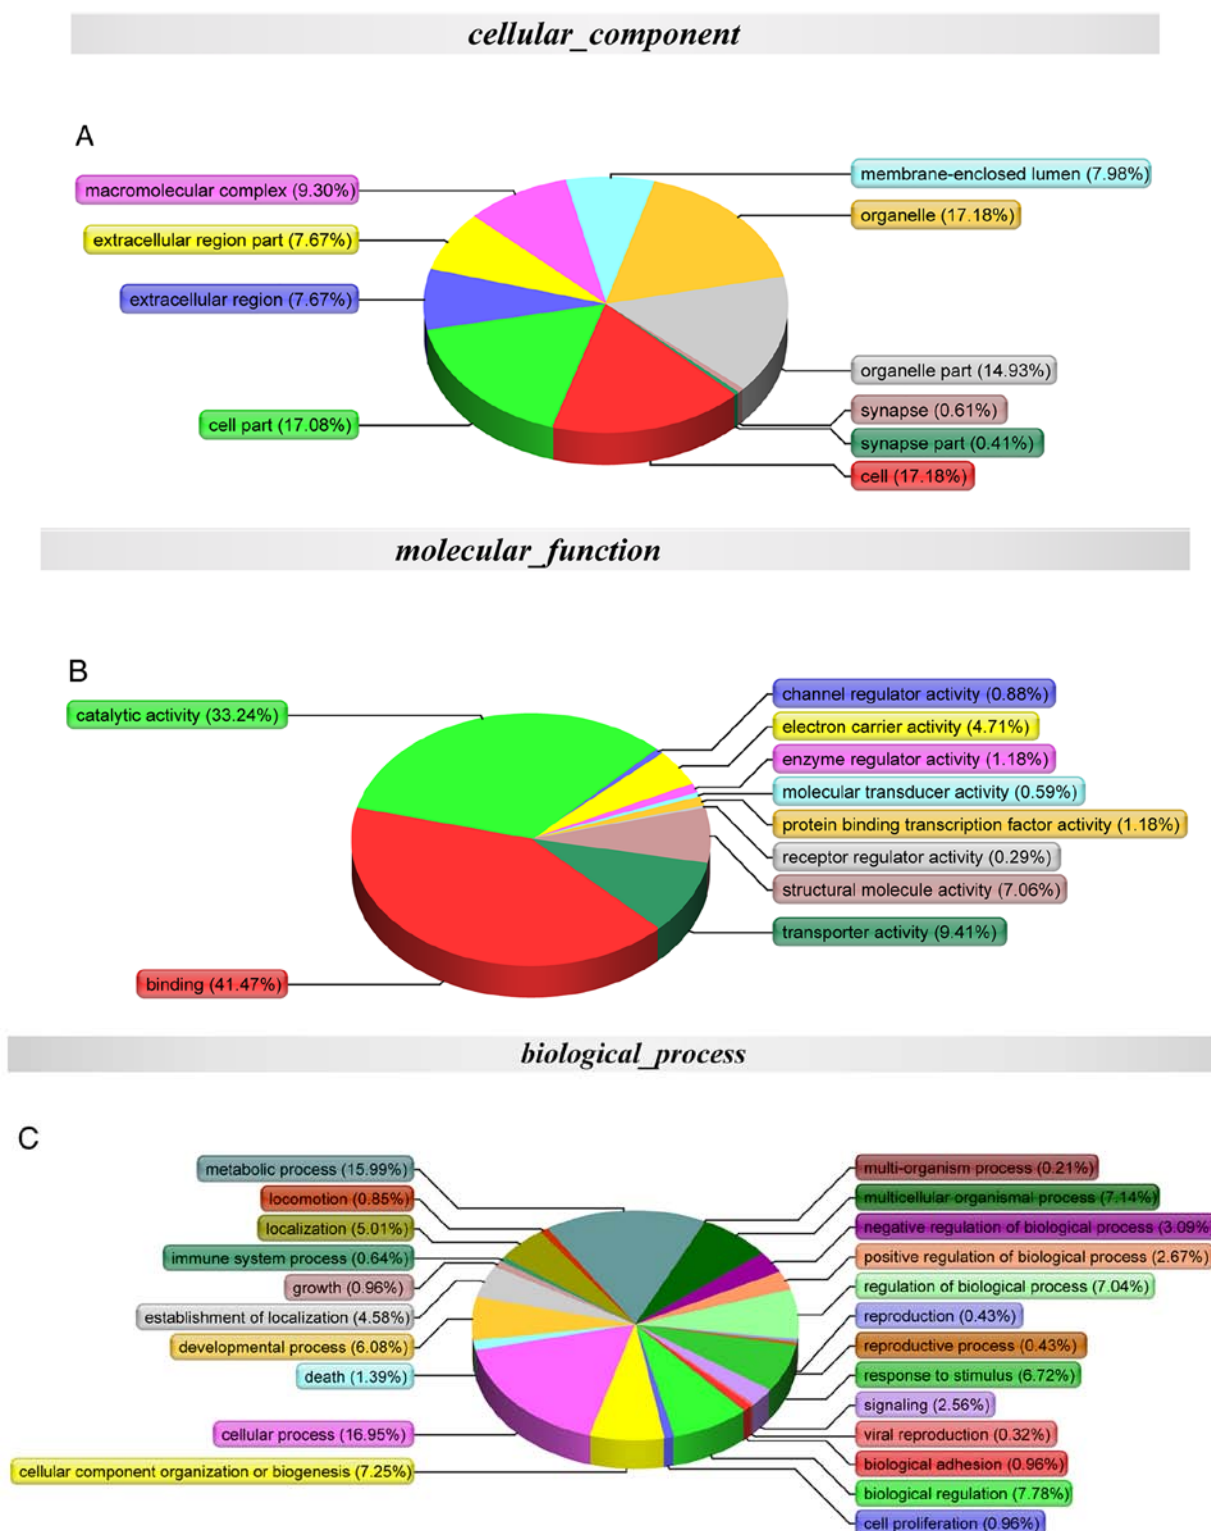 cellular_component
A
macromolecular complex (9.30%)
extracellular region part (7.67%)
extracellular region (7.67%)
cell part (17.08%)
membrane-enclosed lumen (7.98%)
organelle (17.18%)
organelle part (14.93%)
synapse (0.61%)
synapse part (0.41%)
cell (17.18%)
molecular_function
B
catalytic activity (33.24%)
binding (41.47%)
channel regulator activity (0.88%)
electron carrier activity (4.71%)
enzyme regulator activity (1.18%)
molecular transducer activity (0.59%)
protein binding transcription factor activity (1.18%)
receptor regulator activity (0.29%)
structural molecule activity (7.06%)
transporter activity (9.41%)
biological_process
C
metabolic process (15.99%)
locomotion (0.85%)
localization (5.01%)
immune system process (0.64%)
growth (0.96%)
establishment of localization (4.58%)
developmental process (6.08%)
death (1.39%)
cellular process (16.95%)
cellular component organization or biogenesis (7.25%)
multi-organism process (0.21%)
multicellular organismal process (7.14%)
negative regulation of biological process (3.09%)
positive regulation of biological process (2.67%)
regulation of biological process (7.04%)
reproduction (0.43%)
reproductive process (0.43%)
response to stimulus (6.72%)
signaling (2.56%)
viral reproduction (0.32%)
biological adhesion (0.96%)
biological regulation (7.78%)
cell proliferation (0.96%)